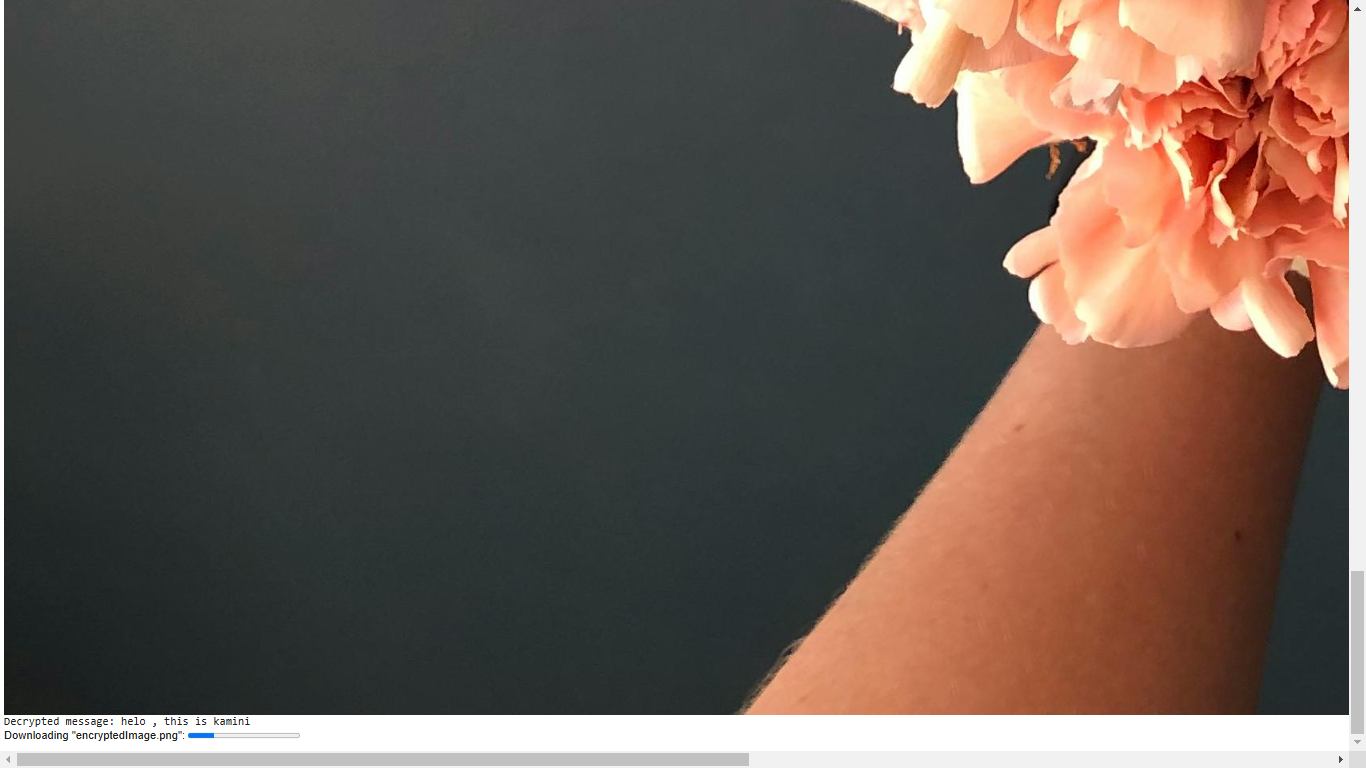 Decrypted message: helo , this is kamini
Downloading "encryptedImage.png":